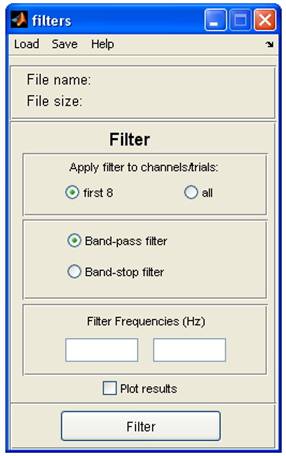 filters
Load Save Help
File name:
File size:
Filter
Apply filter to channels/trials:
first 8 all
Band-pass filter
Band-stop filter
Filter Frequencies (Hz)
Plot results
Filter